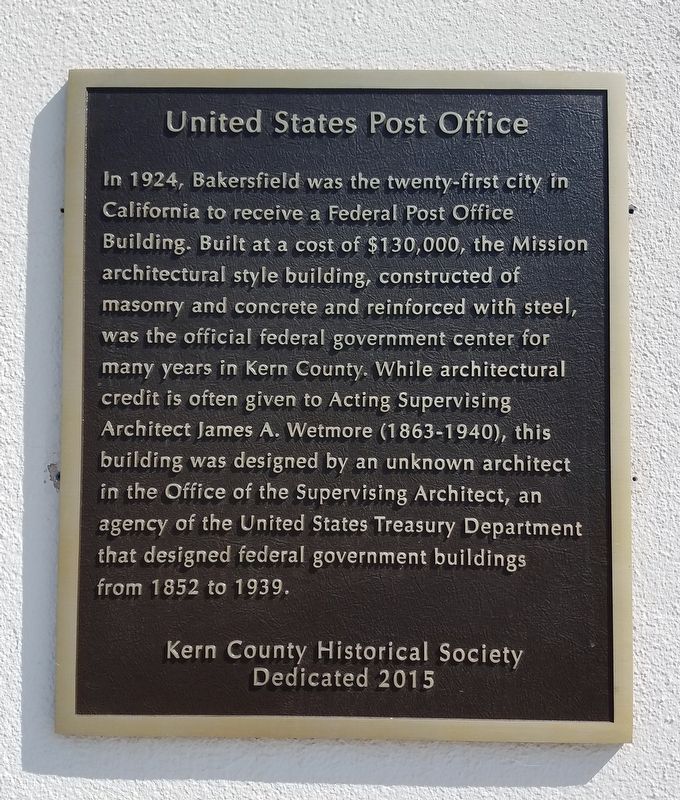 United States Post Office
In 1924, Bakersfield was the twenty-first city in
California to receive a Federal Post Office
Building. Built at a cost of $130,000, the Mission
architectural style building, constructed of
masonry and concrete and reinforced with steel,
was the official federal government center for
many years in Kern County. While architectural
credit is often given to Acting Supervising
Architect James A. Wetmore (1863-1940), this
building was designed by an unknown architect
in the Office of the Supervising Architect, an
agency of the United States Treasury Department
that designed federal government buildings
from 1852 to 1939.
Kern County Historical Society
Dedicated 2015